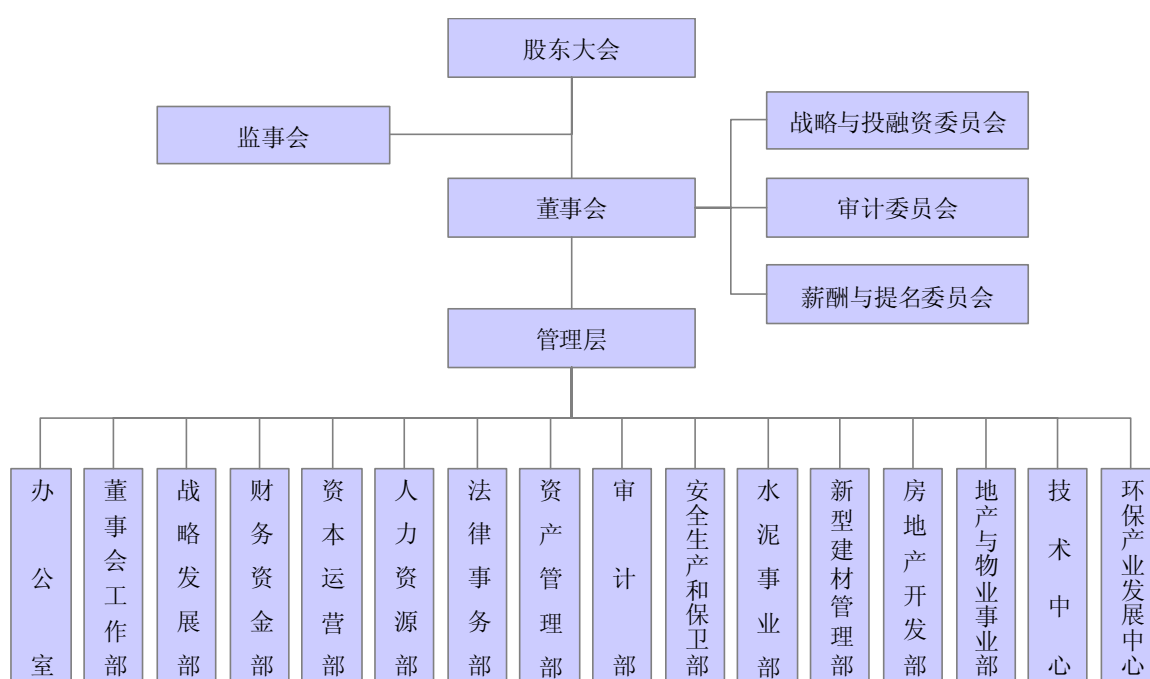 股东大会
监事会
战略与投融资委员会
董事会
审计委员会
薪酬与提名委员会
管理层
办公室
董事会工作部
战略发展部
财务资金部
资本运营部
人力资源部
法律事务部
资产管理部
审计部
安全生产和保卫部
水泥事业部
新型建材管理部
房地产开发部
地产与物业事业部
技术中心
环保产业发展中心